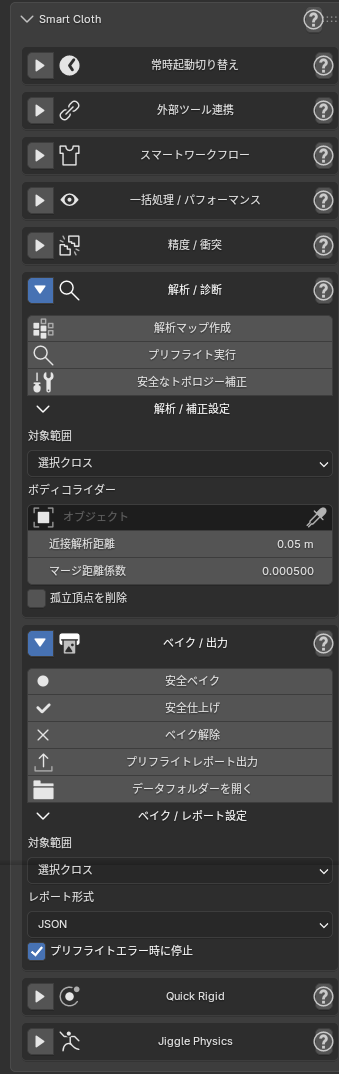 Smart Cloth
常時起動切り替え
外部ツール連携
スマートワークフロー
一括処理 / パフォーマンス
精度 / 衝突
解析 / 診断
解析マップ作成
プリフライト実行
安全なトポロジー補正
解析 / 補正設定
対象範囲
選択クロス
ボディコライダー
オブジェクト
近接解析距離 0.05 m
マージ距離係数 0.000500
孤立頂点を削除
ベイク / 出力
安全ベイク
安全仕上げ
ベイク解除
プリフライトレポート出力
データフォルダーを開く
ベイク / レポート設定
対象範囲
選択クロス
レポート形式
JSON
プリフライトエラー時に停止
Quick Rigid
Jiggle Physics